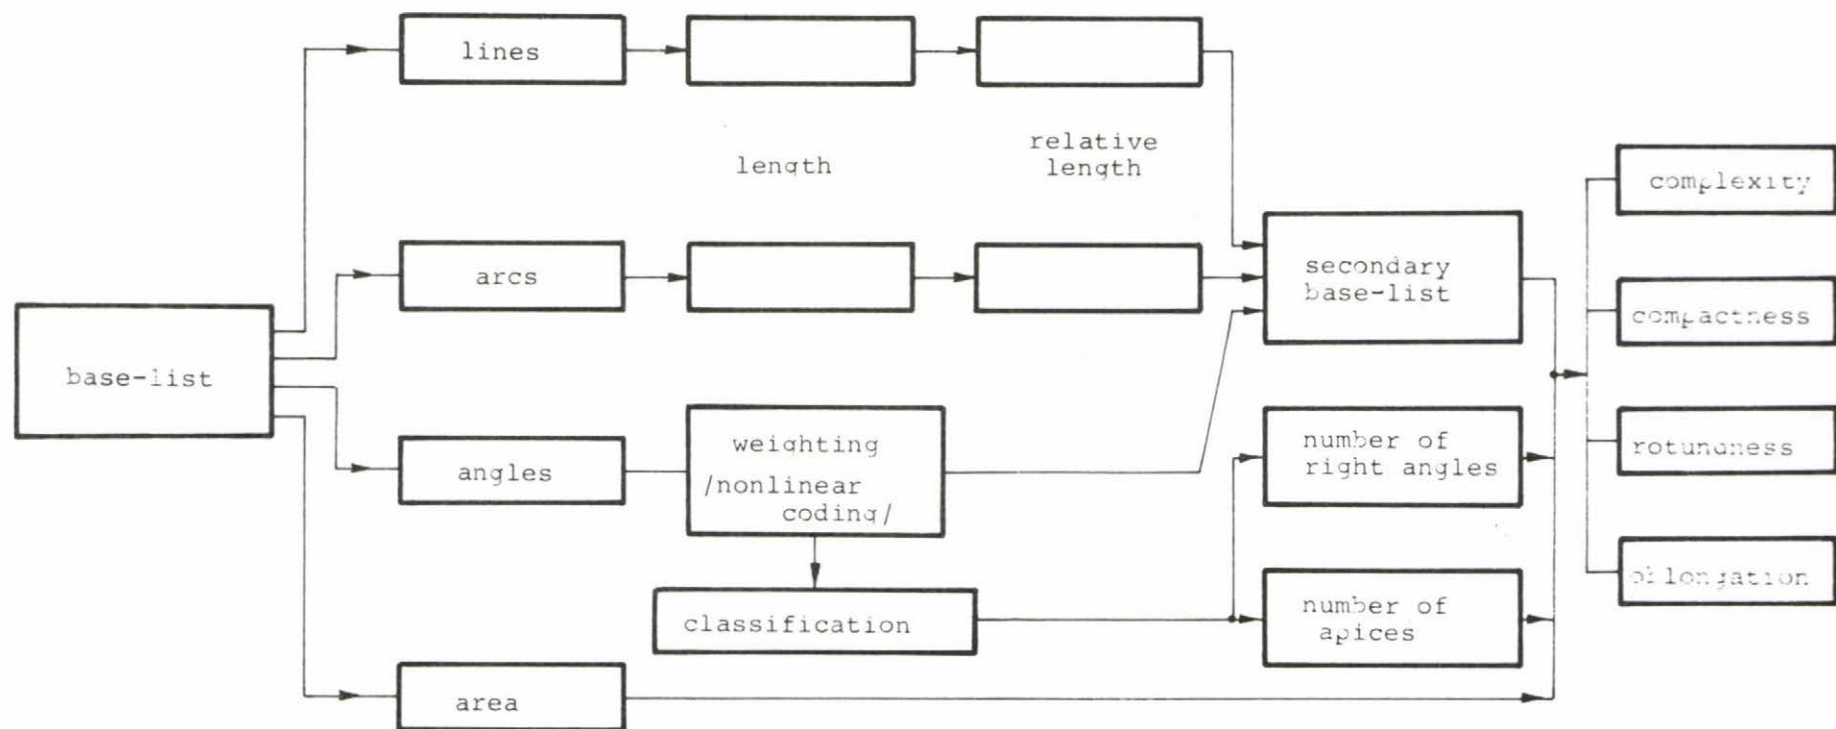 lines
length
relative
length
arcs
base-list
angles
weighting
/nonlinear
coding/
classification
area
secondary
base-list
number of
right angles
number of
apices
complexity
compactness
rotundness
oblongation